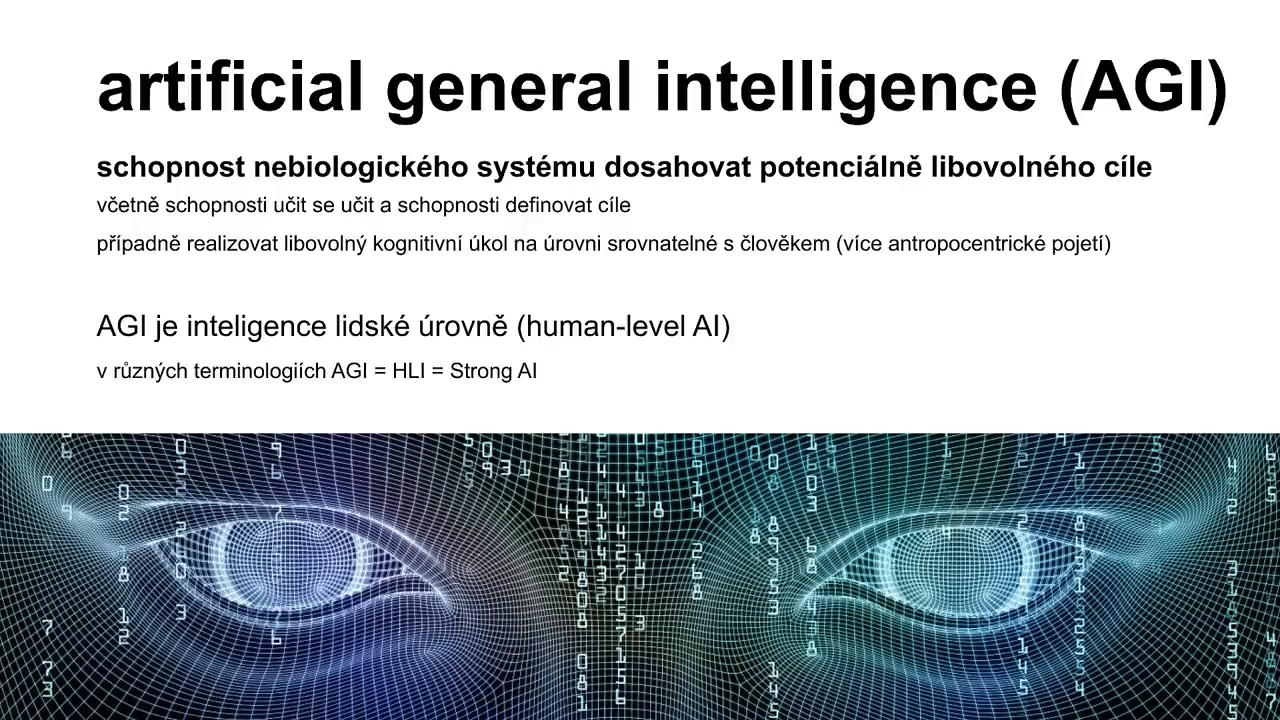 artificial general intelligence (AGI)
schopnost nebiologického systému dosahovat potenciálně libovolného cíle
včetně schopnosti učit se učit a schopnosti definovat cíle
případně realizovat libovolný kognitivní úkol na úrovni srovnatelné s člověkem (více antropocentrické pojetí)
AGI je inteligence lidské úrovně (human-level AI)
v různých terminologiích AGI = HLI = Strong AI